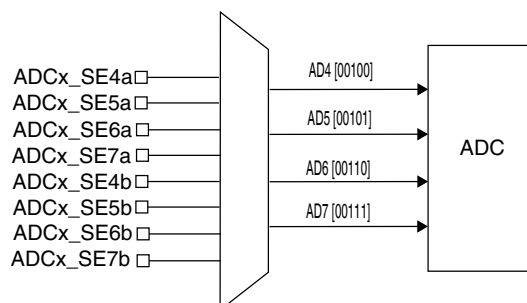 ADCx_SE4a
ADCx_SE5a
ADCx_SE6a
ADCx_SE7a
ADCx_SE4b
ADCx_SE5b
ADCx_SE6b
ADCx_SE7b
AD4 [00100]
AD5 [00101]
AD6 [00110]
AD7 [00111]
ADC